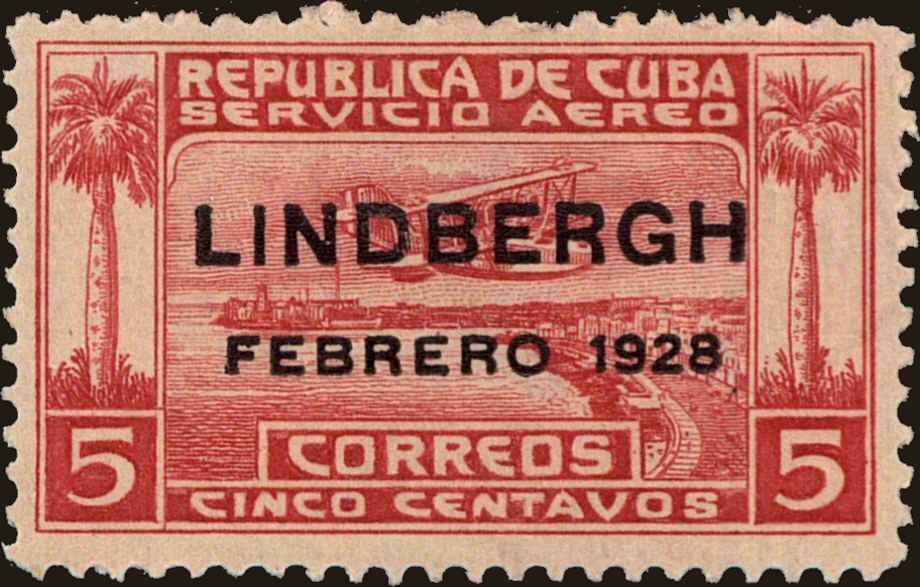 REPUBLICA DE CUBA
SERVICIO AEREO
LINDBERGH
FEBRERO 1928
CORREOS
5 5
CINCO CENTAVOS